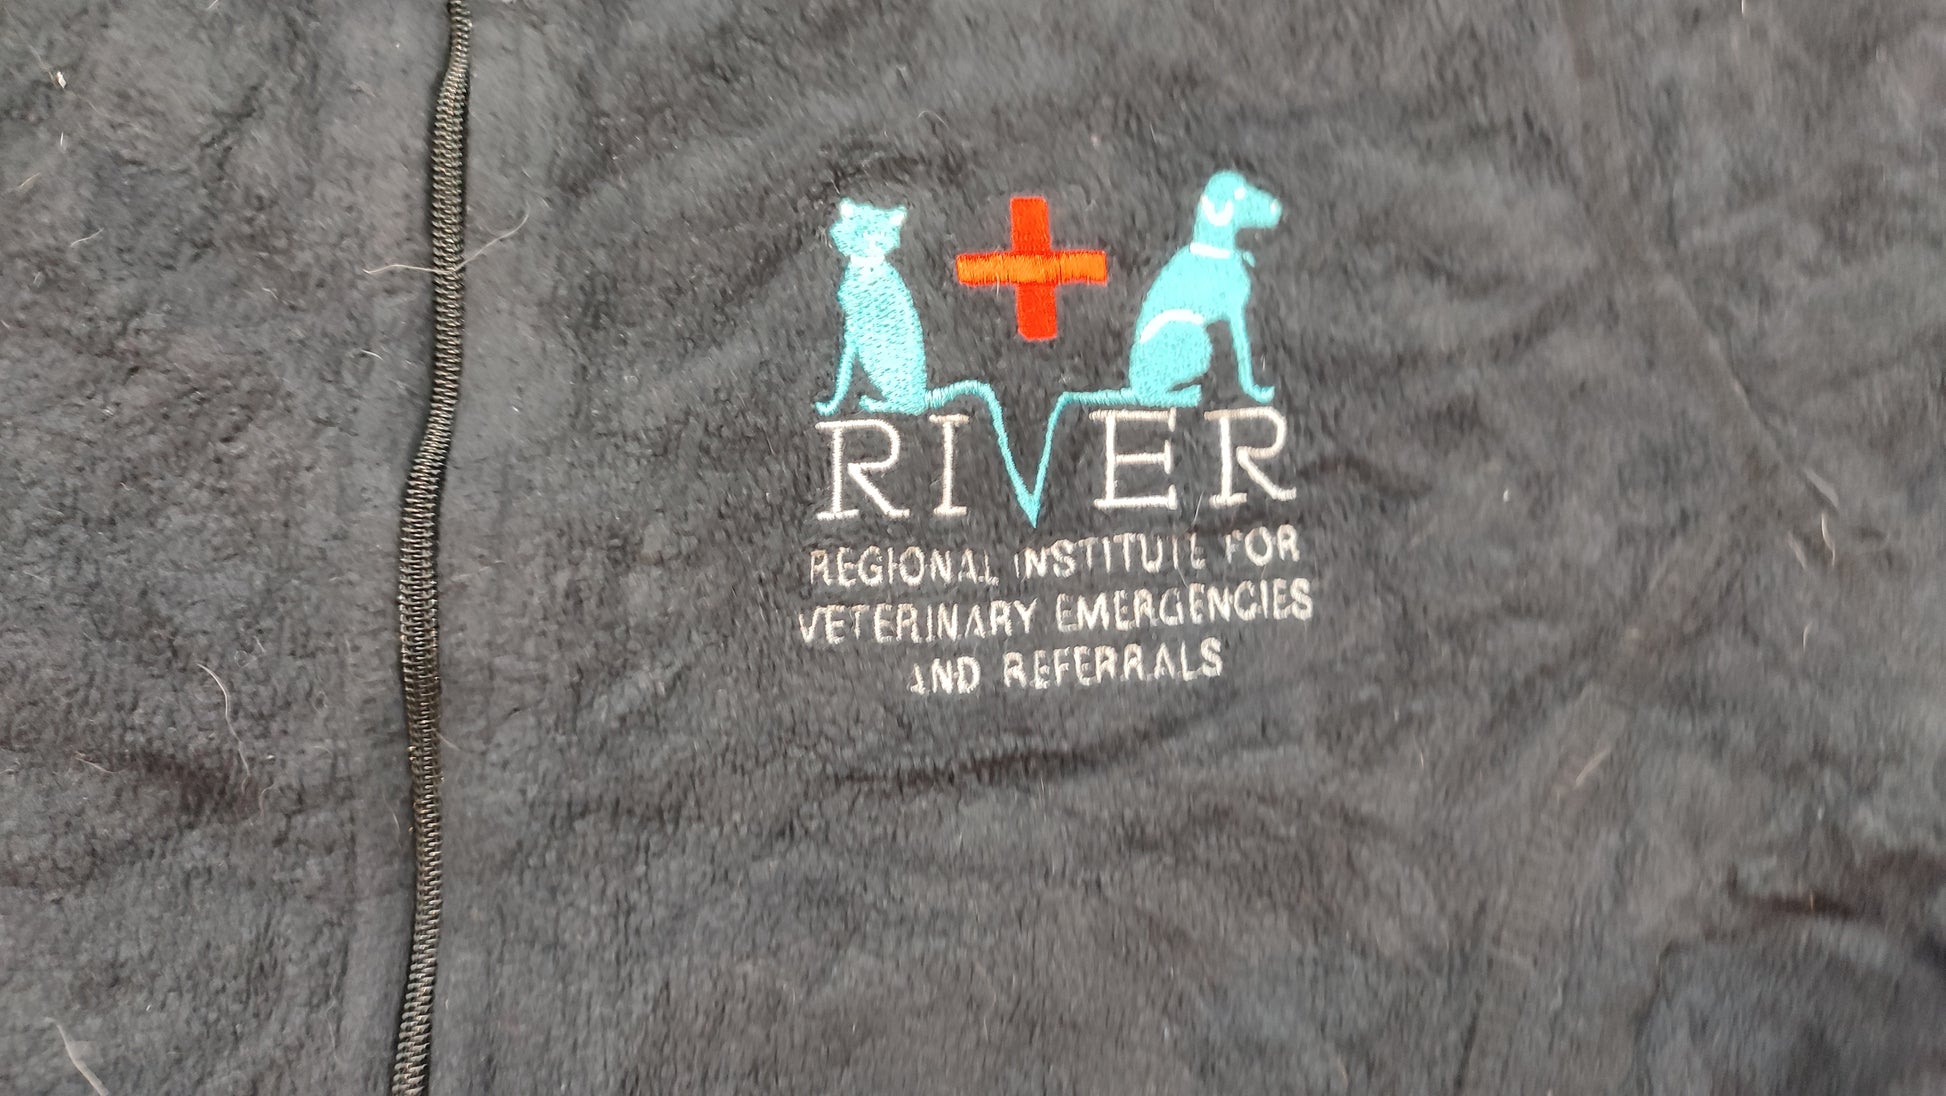 RIVER
REGIONAL INSTITUTE FOR
VETERINARY EMERGENCIES
AND REFERRALS